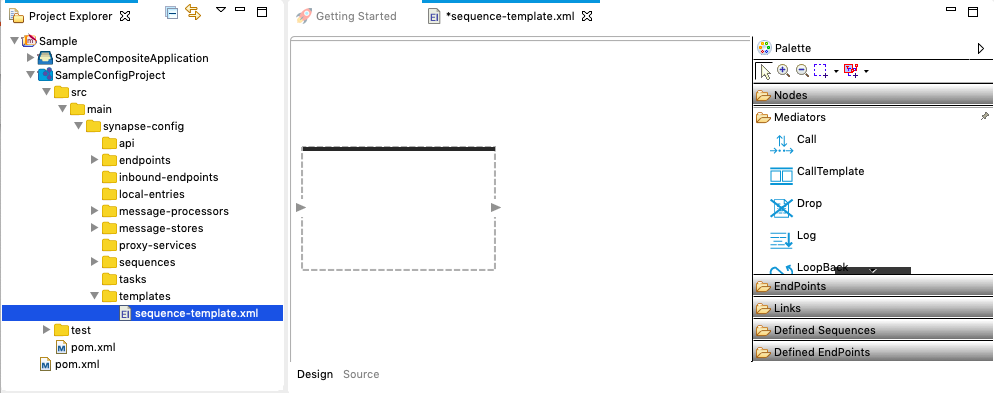 Project Explorer
Sample
SampleCompositeApplication
SampleConfigProject
src
main
synapse-config
api
endpoints
inbound-endpoints
local-entries
message-processors
message-stores
proxy-services
sequences
tasks
templates
EI sequence-template.xml
test
M pom.xml
M pom.xml
Getting Started
EI *sequence-template.xml
Design Source
Palette
Nodes
Mediators
Call
CallTemplate
Drop
Log
LoopBack
EndPoints
Links
Defined Sequences
Defined EndPoints